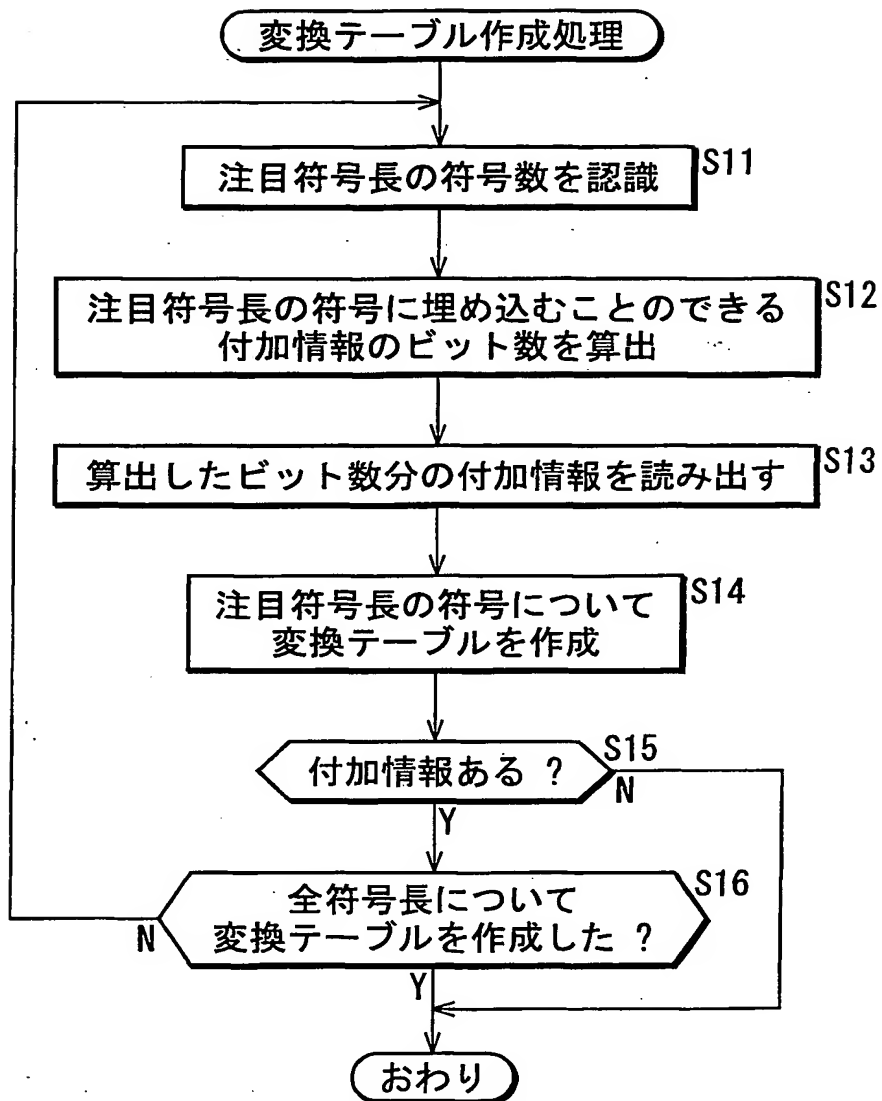 変換テーブル作成処理
注目符号長の符号数を認識
S11
注目符号長の符号に埋め込むことのできる
付加情報のビット数を算出
S12
算出したビット数分の付加情報を読み出す
S13
注目符号長の符号について
変換テーブルを作成
S14
付加情報ある ?
S15
N
Y
全符号長について
変換テーブルを作成した ?
S16
N
Y
おわり